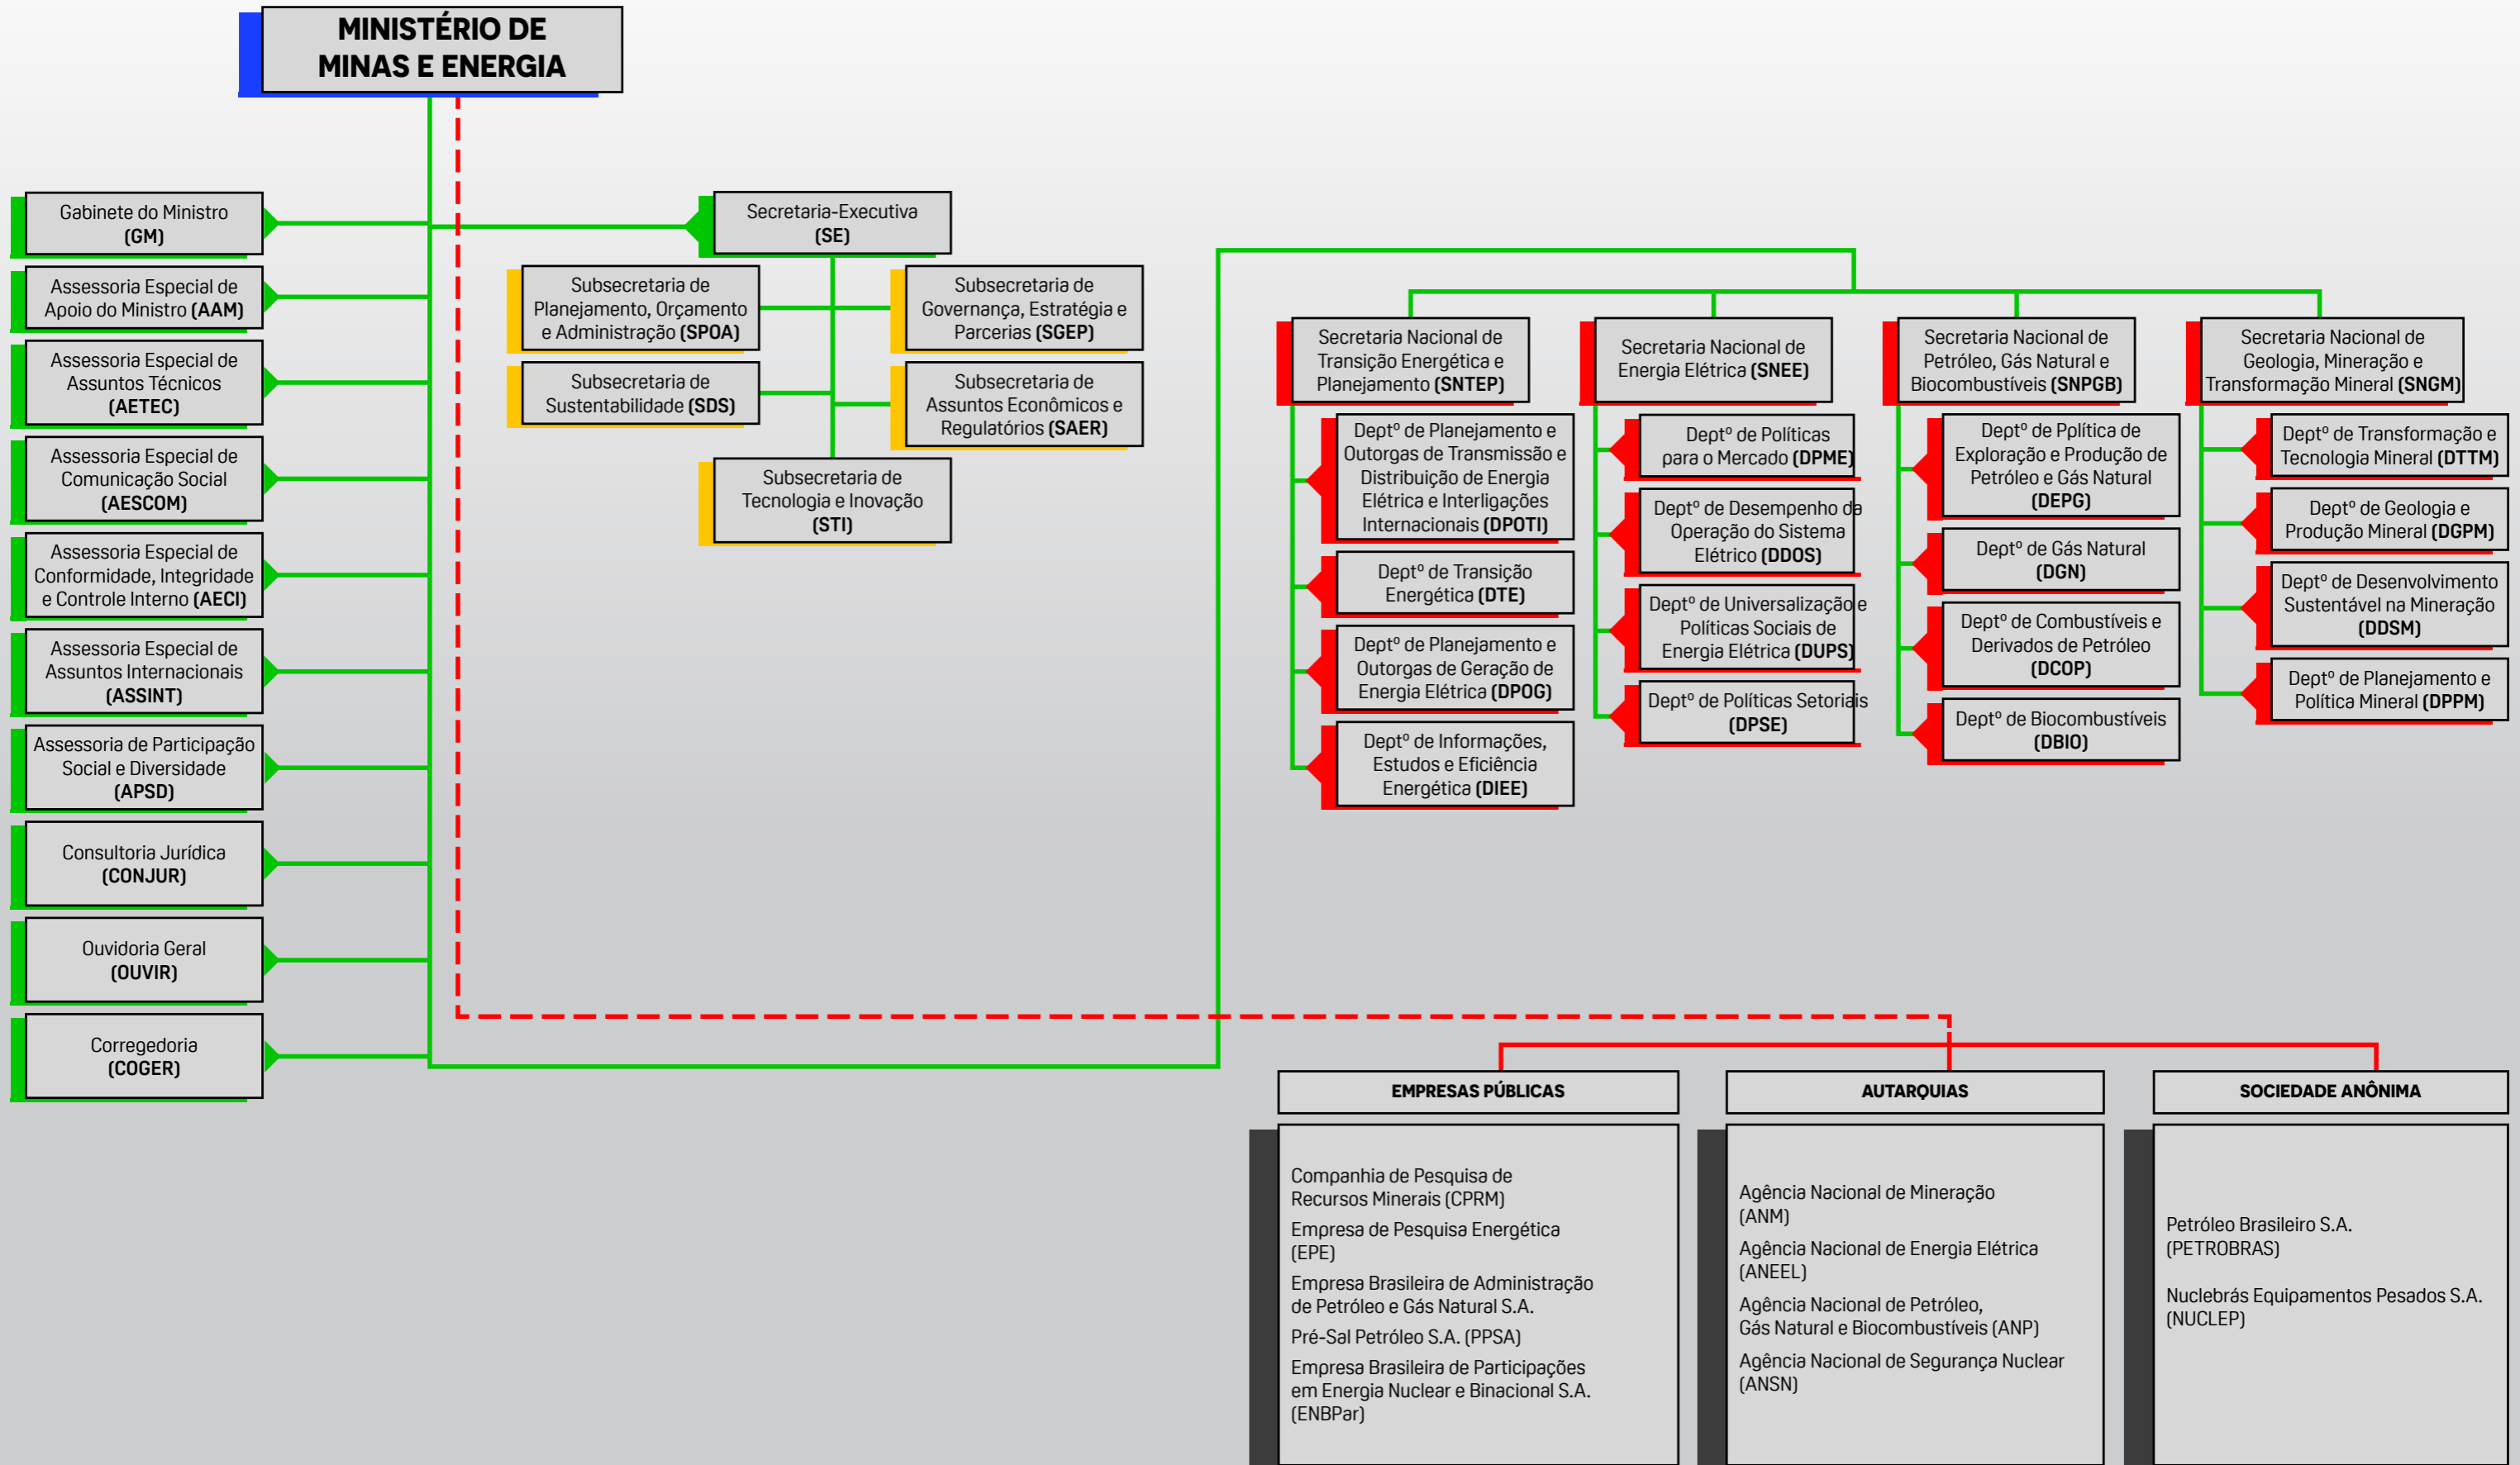 MINISTÉRIO DE
MINAS E ENERGIA
Gabinete do Ministro
(GM)
Assessoria Especial de
Apoio do Ministro (AAM)
Assessoria Especial de
Assuntos Técnicos
(AETEC)
Assessoria Especial de
Comunicação Social
(AESCOM)
Assessoria Especial de
Conformidade, Integridade
e Controle Interno (AECI)
Assessoria Especial de
Assuntos Internacionais
(ASSINT)
Assessoria de Participação
Social e Diversidade
(APSD)
Consultoria Jurídica
(CONJUR)
Ouvidoria Geral
(OUVIR)
Corregedoria
(COGER)
Secretaria-Executiva
(SE)
Subsecretaria de
Planejamento, Orçamento
e Administração (SPOA)
Subsecretaria de
Governança, Estratégia e
Parcerias (SGEP)
Subsecretaria de
Sustentabilidade (SDS)
Subsecretaria de
Assuntos Econômicos e
Regulatórios (SAER)
Subsecretaria de
Tecnologia e Inovação
(STI)
Secretaria Nacional de
Transição Energética e
Planejamento (SNTEP)
Deptº de Planejamento e
Outorgas de Transmissão e
Distribuição de Energia
Elétrica e Interligações
Internacionais (DPOTI)
Deptº de Transição
Energética (DTE)
Deptº de Planejamento e
Outorgas de Geração de
Energia Elétrica (DPOG)
Deptº de Informações,
Estudos e Eficiência
Energética (DIEE)
Secretaria Nacional de
Energia Elétrica (SNEE)
Deptº de Políticas
para o Mercado (DPME)
Deptº de Desempenho da
Operação do Sistema
Elétrico (DDOS)
Deptº de Universalização e
Políticas Sociais de
Energia Elétrica (DUPS)
Deptº de Políticas Setoriais
(DPSE)
Secretaria Nacional de
Petróleo, Gás Natural e
Biocombustíveis (SNPGB)
Deptº de Pplítica de
Exploração e Produção de
Petróleo e Gás Natural
(DEPG)
Deptº de Gás Natural
(DGN)
Deptº de Combustíveis e
Derivados de Petróleo
(DCOP)
Deptº de Biocombustíveis
(DBIO)
Secretaria Nacional de
Geologia, Mineração e
Transformação Mineral (SNGM)
Deptº de Transformação e
Tecnologia Mineral (DTTM)
Deptº de Geologia e
Produção Mineral (DGPM)
Deptº de Desenvolvimento
Sustentável na Mineração
(DDSM)
Deptº de Planejamento e
Política Mineral (DPPM)
EMPRESAS PÚBLICAS
Companhia de Pesquisa de
Recursos Minerais (CPRM)
Empresa de Pesquisa Energética
(EPE)
Empresa Brasileira de Administração
de Petróleo e Gás Natural S.A.
Pré-Sal Petróleo S.A. (PPSA)
Empresa Brasileira de Participações
em Energia Nuclear e Binacional S.A.
(ENBPar)
AUTARQUIAS
Agência Nacional de Mineração
(ANM)
Agência Nacional de Energia Elétrica
(ANEEL)
Agência Nacional de Petróleo,
Gás Natural e Biocombustíveis (ANP)
Agência Nacional de Segurança Nuclear
(ANSN)
SOCIEDADE ANÔNIMA
Petróleo Brasileiro S.A.
(PETROBRAS)
Nuclebrás Equipamentos Pesados S.A.
(NUCLEP)